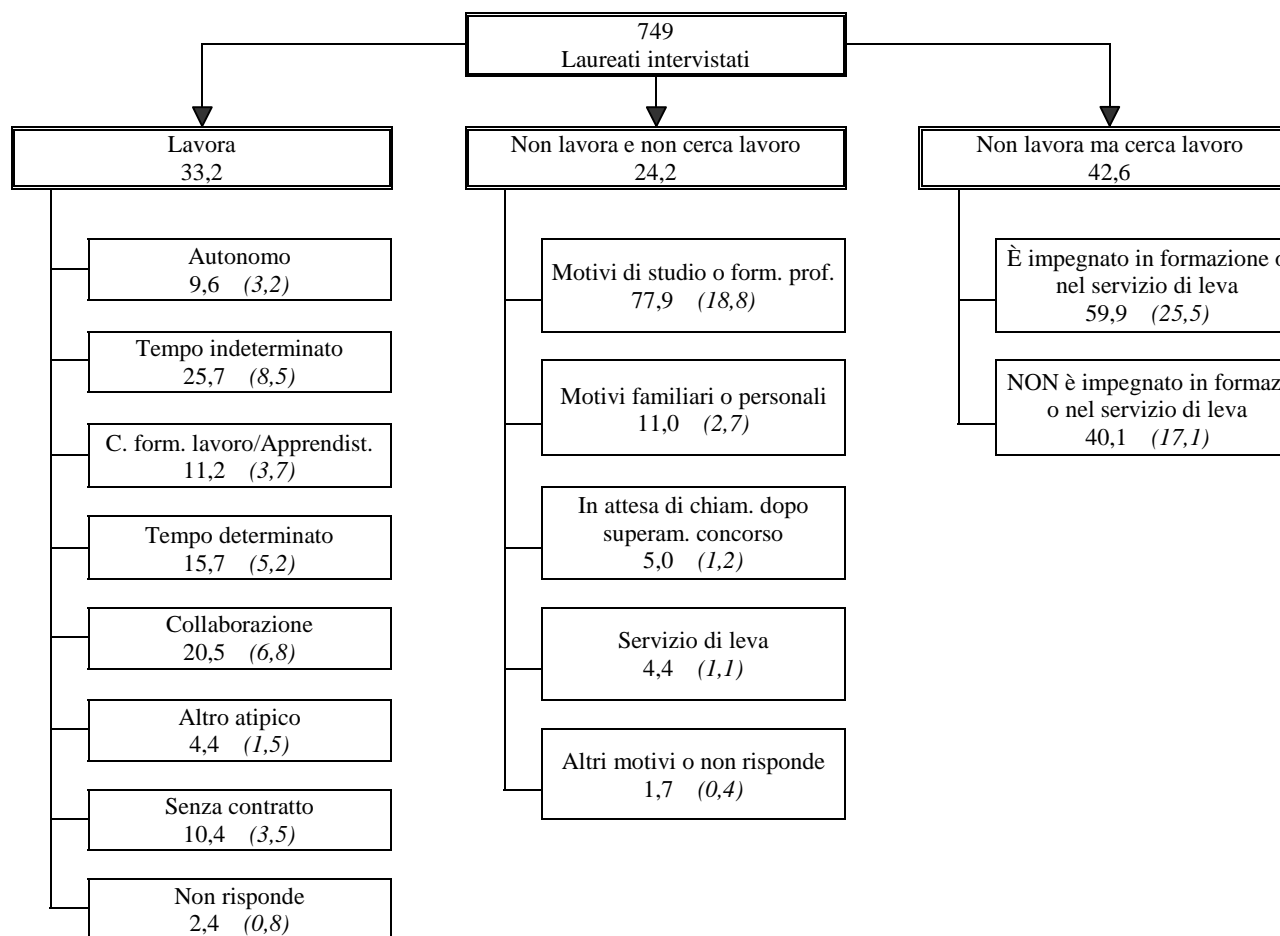 749
Laureati intervistati
Lavora
33,2
Autonomo
9,6 (3,2)
Tempo indeterminato
25,7 (8,5)
C. form. lavoro/Apprendist.
11,2 (3,7)
Tempo determinato
15,7 (5,2)
Collaborazione
20,5 (6,8)
Altro atipico
4,4 (1,5)
Senza contratto
10,4 (3,5)
Non risponde
2,4 (0,8)
Non lavora e non cerca lavoro
24,2
Motivi di studio o form. prof.
77,9 (18,8)
Motivi familiari o personali
11,0 (2,7)
In attesa di chiam. dopo
superam. concorso
5,0 (1,2)
Servizio di leva
4,4 (1,1)
Altri motivi o non risponde
1,7 (0,4)
Non lavora ma cerca lavoro
42,6
È impegnato in formazione o
nel servizio di leva
59,9 (25,5)
NON è impegnato in formaz
o nel servizio di leva
40,1 (17,1)